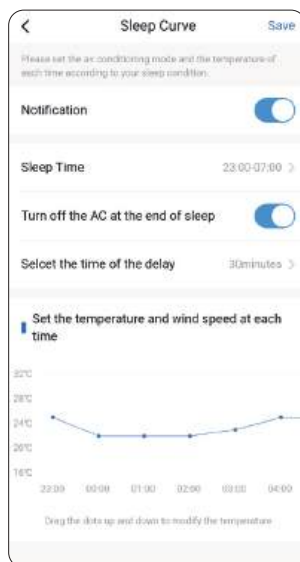 Sleep Curve
Save
Please set the air conditioning mode and the temperature of
each time according to your sleep condition.
Notification
Sleep Time
23:00-07:00
Turn off the AC at the end of sleep
Selcet the time of the delay
30minutes
Set the temperature and wind speed at each
time
32°C
28°C
24°C
20°C
16°C
23:00 00:00 01:00 02:00 03:00 04:00
Drag the dots up and down to modify the temperature